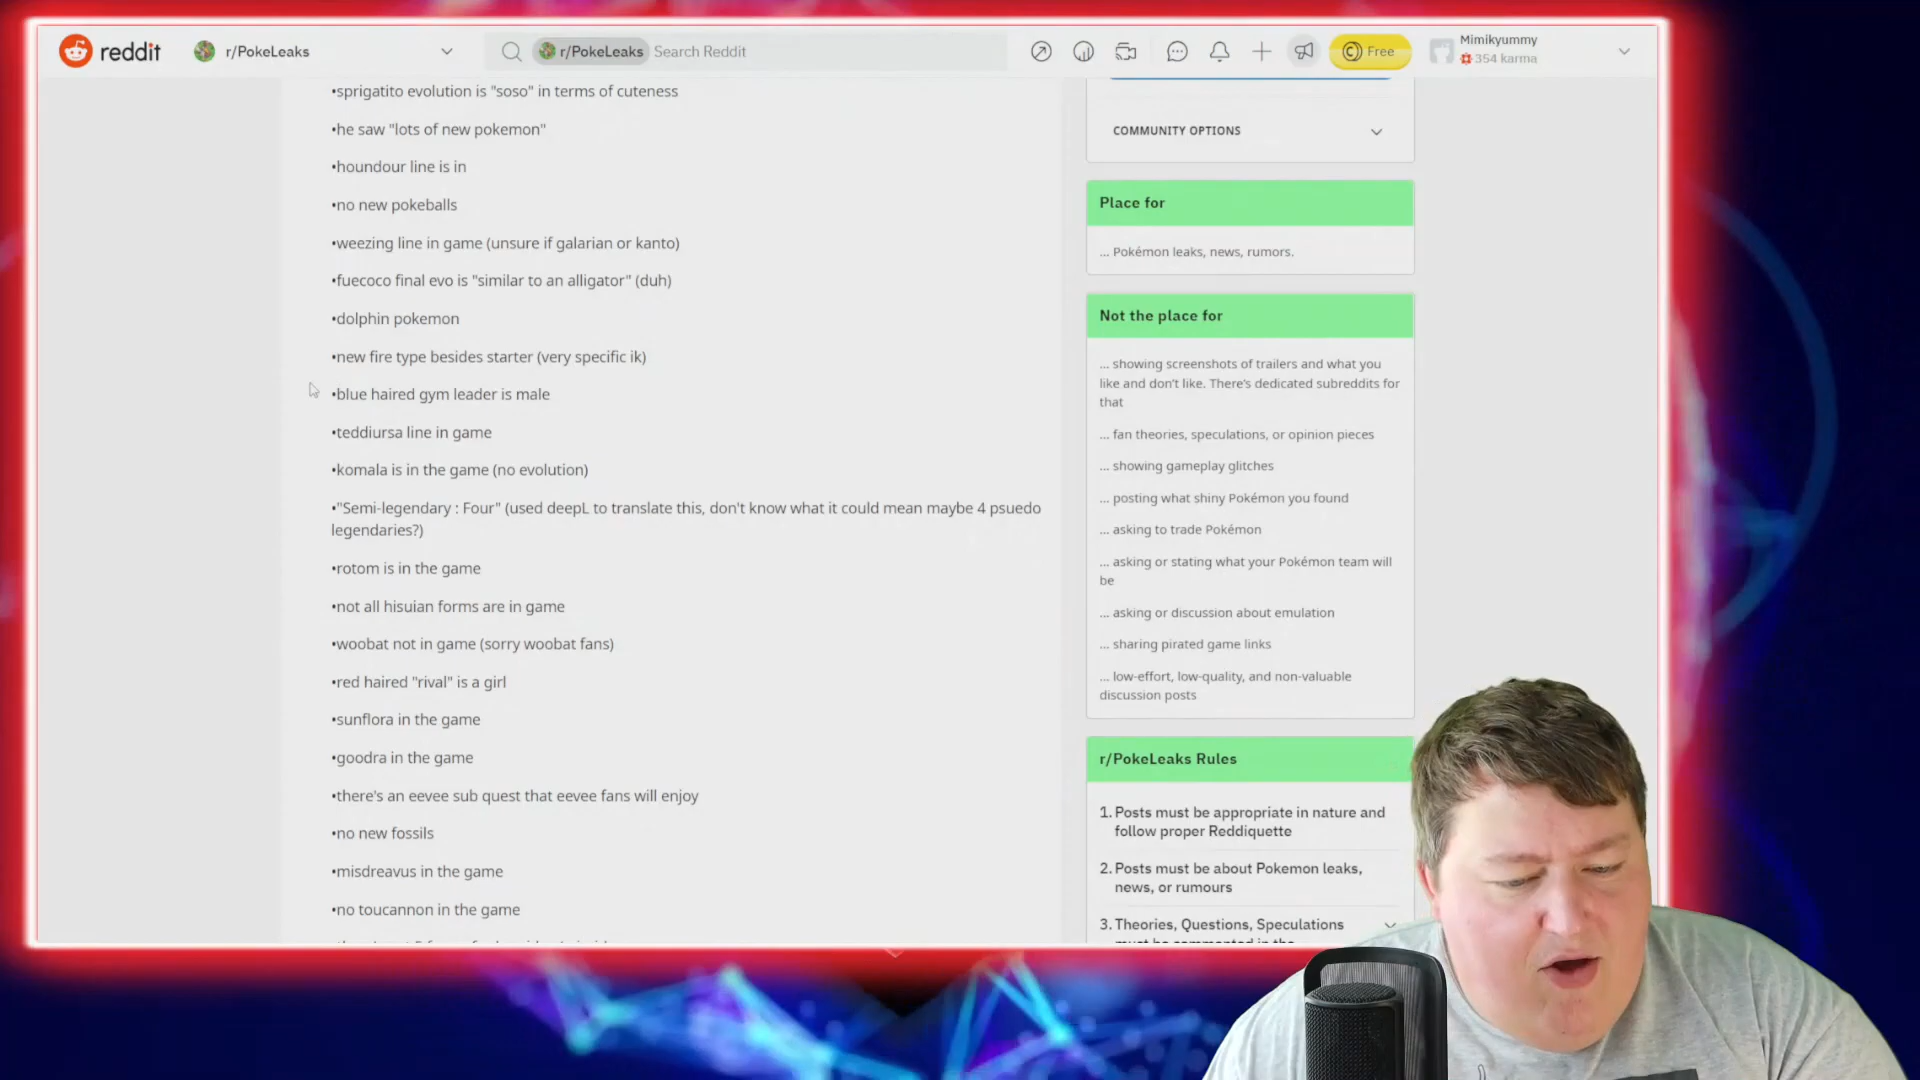 reddit
r/PokeLeaks
r/PokeLeaks Search Reddit
Free
Mimikyummy
354 karma
•sprigatito evolution is "soso" in terms of cuteness
•he saw "lots of new pokemon"
•houndour line is in
•no new pokeballs
•weezing line in game (unsure if galarian or kanto)
•fuecoco final evo is "similar to an alligator" (duh)
•dolphin pokemon
•new fire type besides starter (very specific ik)
•blue haired gym leader is male
•teddiursa line in game
•komala is in the game (no evolution)
•"Semi-legendary : Four" (used deepL to translate this, don't know what it could mean maybe 4 psuedo
legendaries?)
•rotom is in the game
•not all hisuian forms are in game
•woobat not in game (sorry woobat fans)
•red haired "rival" is a girl
•sunflora in the game
•goodra in the game
•there's an eevee sub quest that eevee fans will enjoy
•no new fossils
•misdreavus in the game
•no toucannon in the game
COMMUNITY OPTIONS
Place for
... Pokémon leaks, news, rumors.
Not the place for
... showing screenshots of trailers and what you
like and don't like. There's dedicated subreddits for
that
... fan theories, speculations, or opinion pieces
... showing gameplay glitches
... posting what shiny Pokémon you found
... asking to trade Pokémon
... asking or stating what your Pokémon team will
be
... asking or discussion about emulation
... sharing pirated game links
... low-effort, low-quality, and non-valuable
discussion posts
r/PokeLeaks Rules
1. Posts must be appropriate in nature and
follow proper Reddiquette
2. Posts must be about Pokemon leaks,
news, or rumours
3. Theories, Questions, Speculations
must be commented in the